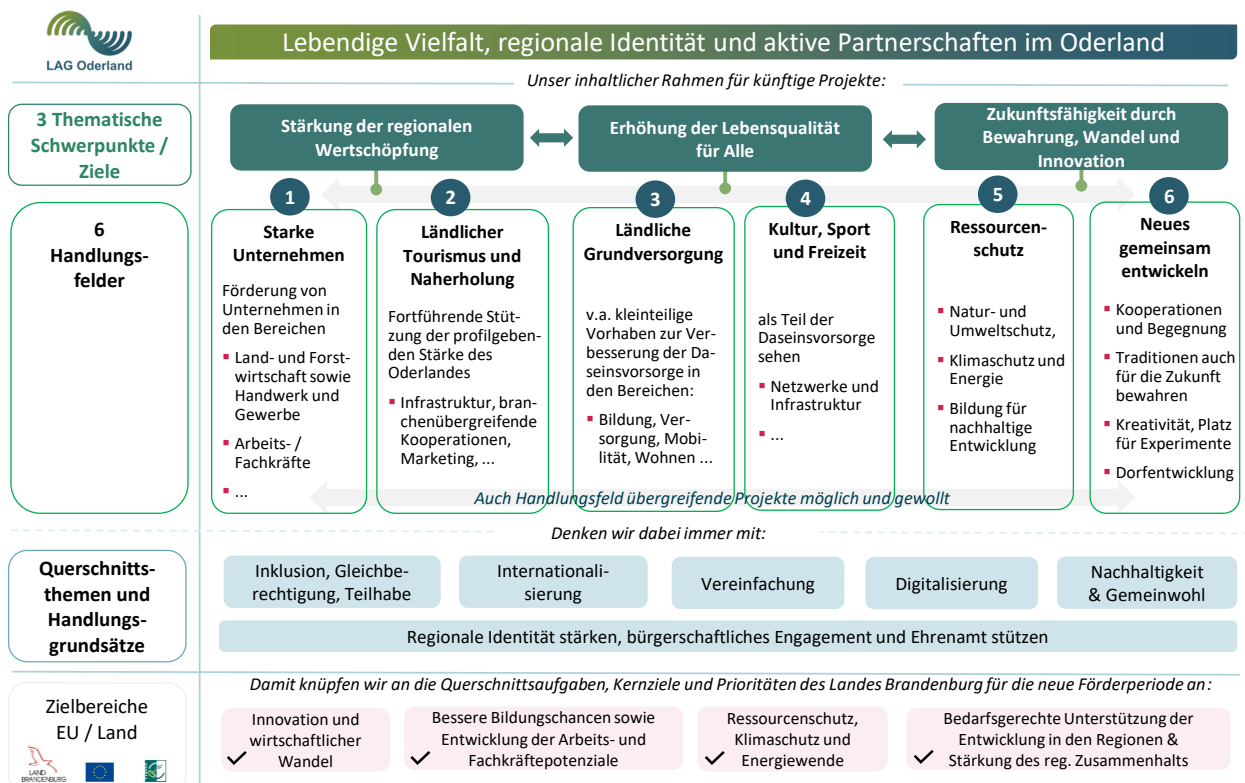 LAG Oderland
Lebendige Vielfalt, regionale Identität und aktive Partnerschaften im Oderland
Unser inhaltlicher Rahmen für künftige Projekte:
3 Thematische
Schwerpunkte /
Ziele
Stärkung der regionalen
Wertschöpfung
Erhöhung der Lebensqualität
für Alle
Zukunftsfähigkeit durch
Bewahrung, Wandel und
Innovation
6
Handlungs-
felder
1
Starke
Unternehmen
Förderung von
Unternehmen in
den Bereichen
▪ Land- und Forst-
wirtschaft sowie
Handwerk und
Gewerbe
▪ Arbeits- /
Fachkräfte
▪ ...
2
Ländlicher
Tourismus und
Naherholung
Fortführende Stüt-
zung der profilgeben-
den Stärke des
Oderlandes
▪ Infrastruktur, bran-
chenübergreifende
Kooperationen,
Marketing, ...
3
Ländliche
Grundversorgung
v.a. kleinteilige
Vorhaben zur Ver-
besserung der Da-
seinsvorsorge in
den Bereichen:
▪ Bildung, Ver-
sorgung, Mobi-
lität, Wohnen ...
4
Kultur, Sport
und Freizeit
als Teil der
Daseinsvorsorge
sehen
▪ Netzwerke und
Infrastruktur
▪ ...
5
Ressourcen-
schutz
▪ Natur- und
Umweltschutz,
▪ Klimaschutz und
Energie
▪ Bildung für
nachhaltige
Entwicklung
6
Neues
gemeinsam
entwickeln
▪ Kooperationen
und Begegnung
▪ Traditionen auch
für die Zukunft
bewahren
▪ Kreativität, Platz
für Experimente
▪ Dorfentwicklung
Auch Handlungsfeld übergreifende Projekte möglich und gewollt
Denken wir dabei immer mit:
Querschnitts-
themen und
Handlungs-
grundsätze
Inklusion, Gleichbe-
rechtigung, Teilhabe
Internationali-
sierung
Vereinfachung
Digitalisierung
Nachhaltigkeit
& Gemeinwohl
Regionale Identität stärken, bürgerschaftliches Engagement und Ehrenamt stützen
Damit knüpfen wir an die Querschnittsaufgaben, Kernziele und Prioritäten des Landes Brandenburg für die neue Förderperiode an:
Zielbereiche
EU / Land
LAND
BRANDENBURG
Innovation und
wirtschaftlicher
Wandel
Bessere Bildungschancen sowie
Entwicklung der Arbeits- und
Fachkräftepotenziale
Ressourcenschutz,
Klimaschutz und
Energiewende
Bedarfsgerechte Unterstützung der
Entwicklung in den Regionen &
Stärkung des reg. Zusammenhalts